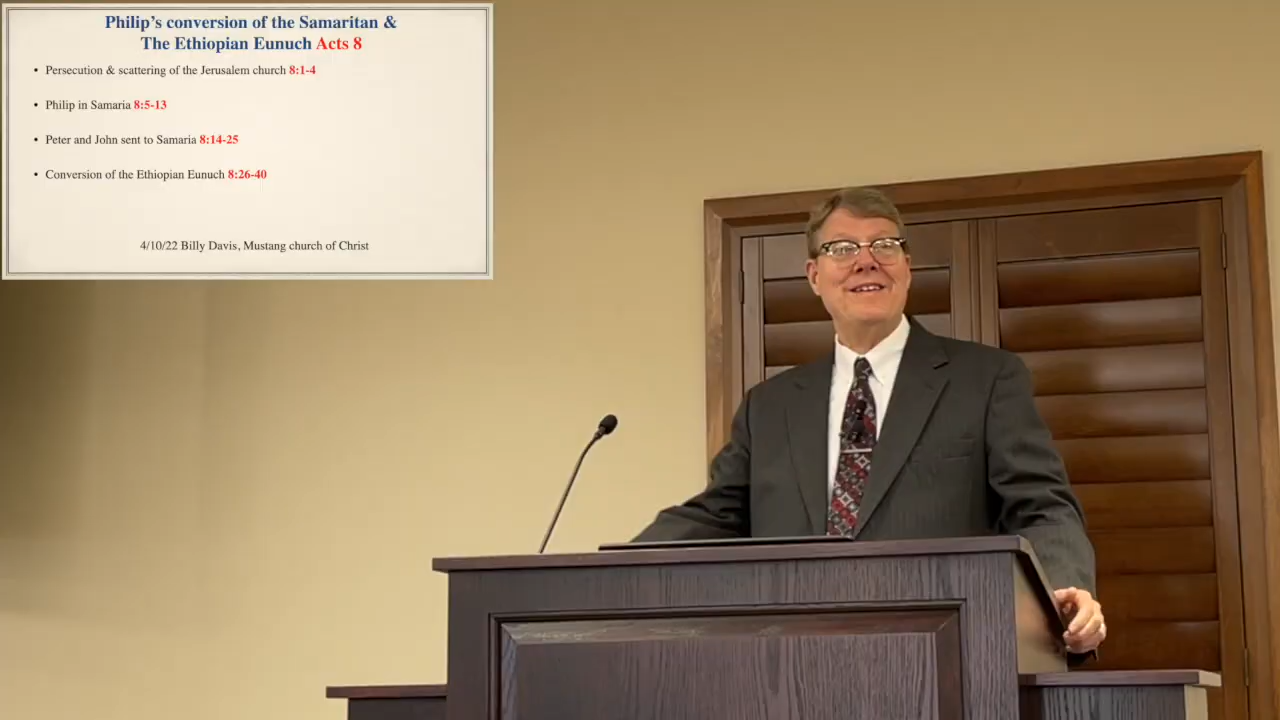 Philip's conversion of the Samaritan &
The Ethiopian Eunuch Acts 8
• Persecution & scattering of the Jerusalem church 8:1-4
• Philip in Samaria 8:5-13
• Peter and John sent to Samaria 8:14-25
• Conversion of the Ethiopian Eunuch 8:26-40
4/10/22 Billy Davis, Mustang church of Christ